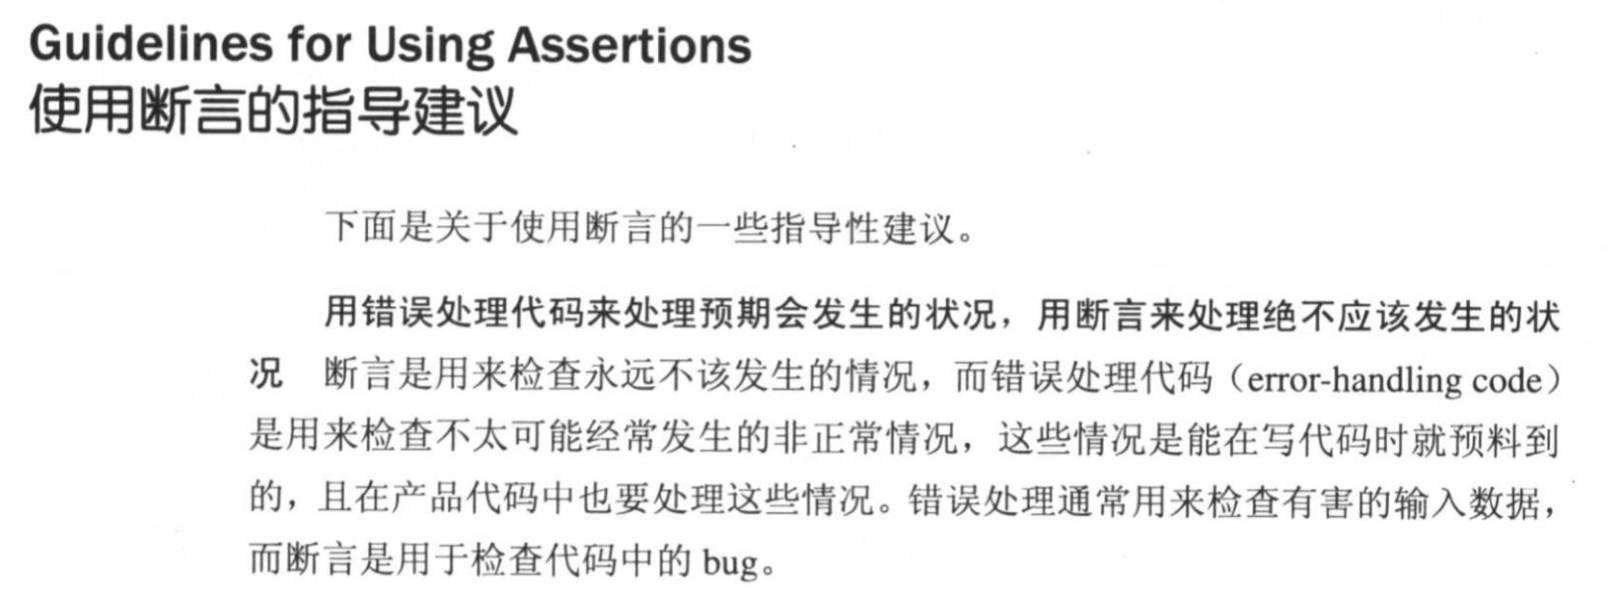 Guidelines for Using Assertions
使用断言的指导建议
下面是关于使用断言的一些指导性建议。
用错误处理代码来处理预期会发生的状况，用断言来处理绝不应该发生的状
况 断言是用来检查永远不该发生的情况，而错误处理代码（error-handling code）
是用来检查不太可能经常发生的非正常情况，这些情况是能在写代码时就预料到
的，且在产品代码中也要处理这些情况。错误处理通常用来检查有害的输入数据，
而断言是用于检查代码中的 bug。